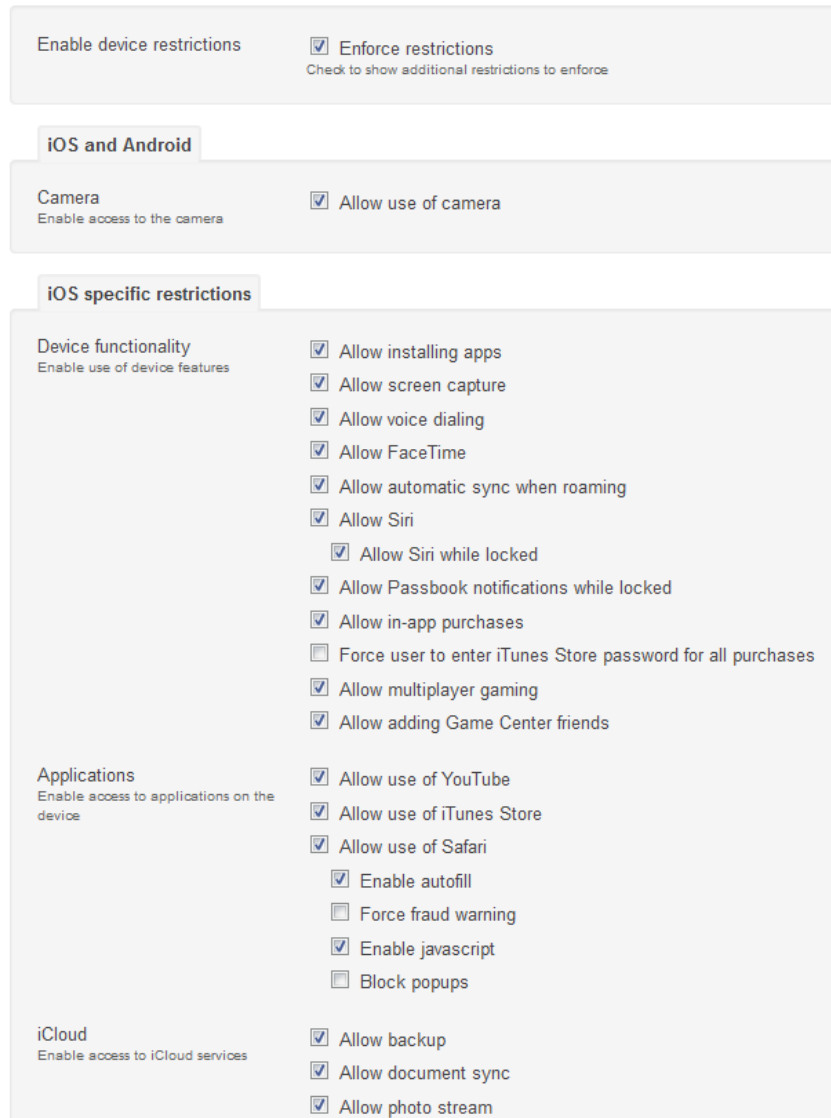 Enable device restrictions
Enforce restrictions
Check to show additional restrictions to enforce
iOS and Android
Camera
Enable access to the camera
Allow use of camera
iOS specific restrictions
Device functionality
Enable use of device features
Allow installing apps
Allow screen capture
Allow voice dialing
Allow FaceTime
Allow automatic sync when roaming
Allow Siri
Allow Siri while locked
Allow Passbook notifications while locked
Allow in-app purchases
Force user to enter iTunes Store password for all purchases
Allow multiplayer gaming
Allow adding Game Center friends
Applications
Enable access to applications on the
device
Allow use of YouTube
Allow use of iTunes Store
Allow use of Safari
Enable autofill
Force fraud warning
Enable javascript
Block popups
iCloud
Enable access to iCloud services
Allow backup
Allow document sync
Allow photo stream